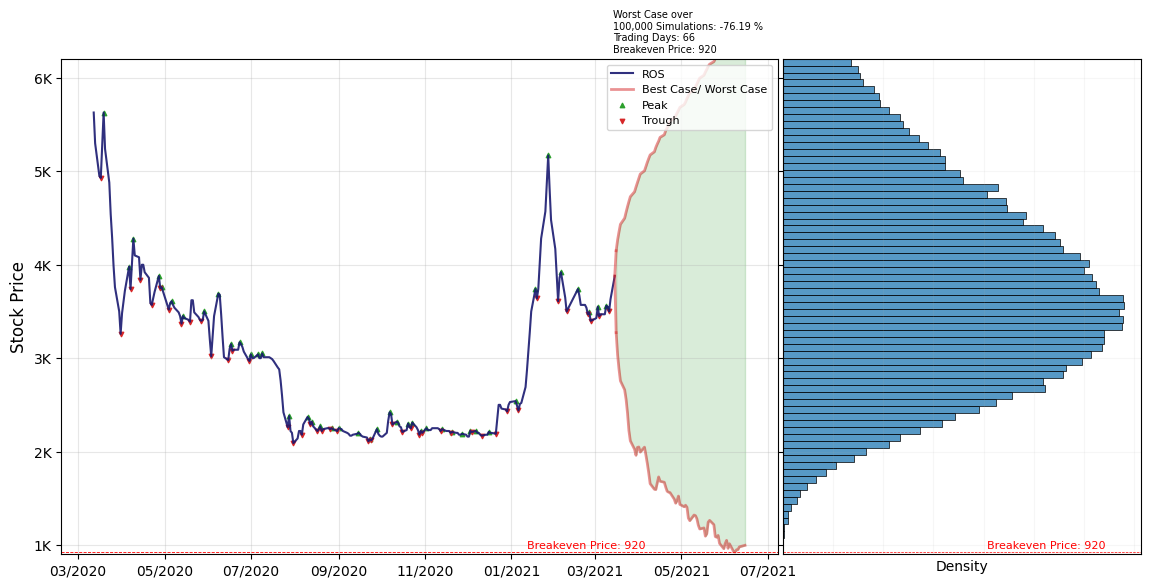 Worst Case over
100,000 Simulations: -76.19 %
Trading Days: 66
Breakeven Price: 920
ROS
Best Case/ Worst Case
Peak
Trough
6K
5K
4K
3K
2K
1K
Stock Price
Breakeven Price: 920
Breakeven Price: 920
03/2020
05/2020
07/2020
09/2020
11/2020
01/2021
03/2021
05/2021
07/2021
Density